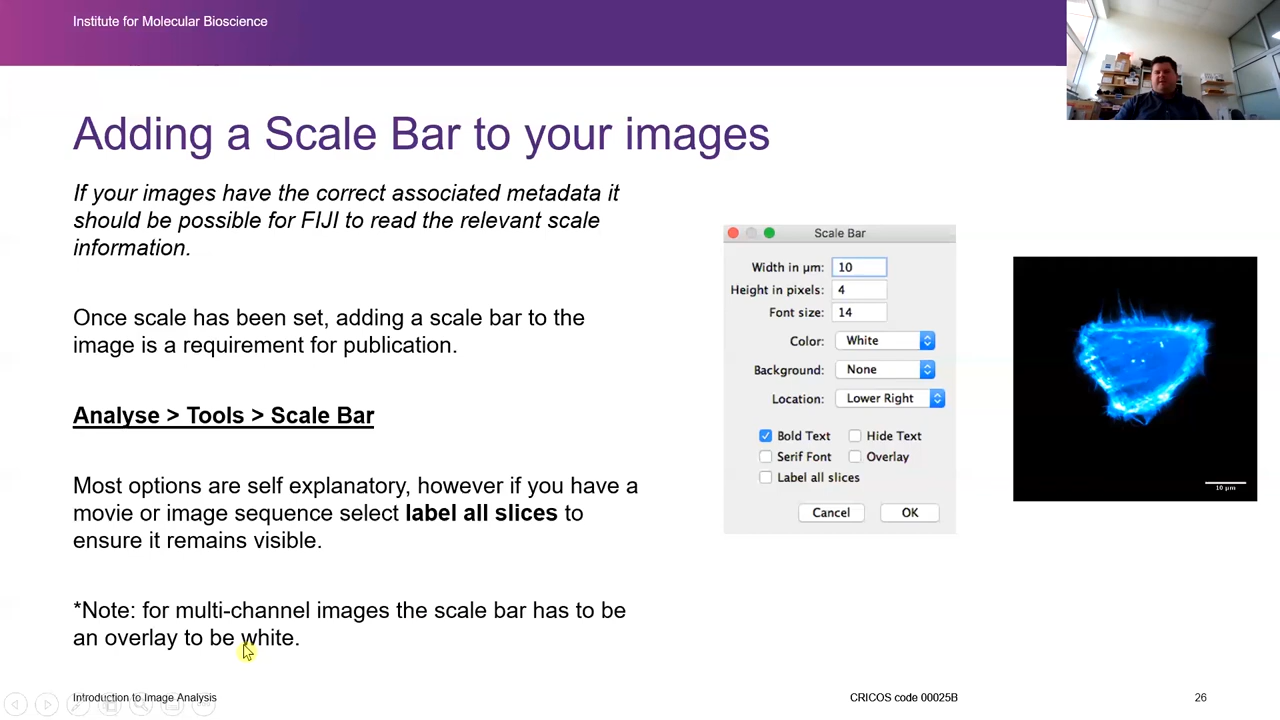 Institute for Molecular Bioscience
Adding a Scale Bar to your images
If your images have the correct associated metadata it
should be possible for FIJI to read the relevant scale
information.
Once scale has been set, adding a scale bar to the
image is a requirement for publication.
Analyse > Tools > Scale Bar
Most options are self explanatory, however if you have a
movie or image sequence select label all slices to
ensure it remains visible.
*Note: for multi-channel images the scale bar has to be
an overlay to be white.
Scale Bar
Width in µm: 10
Height in pixels: 4
Font size: 14
Color: White
Background: None
Location: Lower Right
Bold Text Hide Text
Serif Font Overlay
Label all slices
Cancel OK
10 µm
Introduction to Image Analysis
CRICOS code 00025B
26